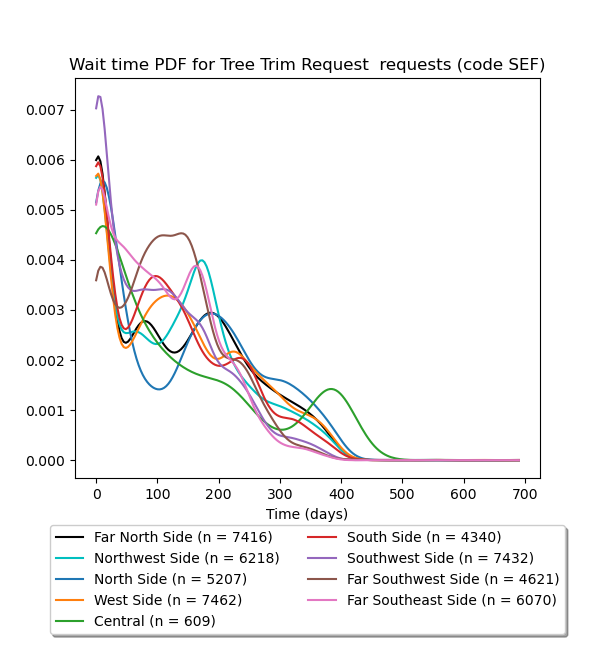 Wait time PDF for Tree Trim Request  requests (code SEF)
0.007
0.006
0.005
0.004
0.003
0.002
0.001
0.000
0 100 200 300 400 500 600 700
Time (days)
Far North Side (n = 7416)
Northwest Side (n = 6218)
North Side (n = 5207)
West Side (n = 7462)
Central (n = 609)
South Side (n = 4340)
Southwest Side (n = 7432)
Far Southwest Side (n = 4621)
Far Southeast Side (n = 6070)